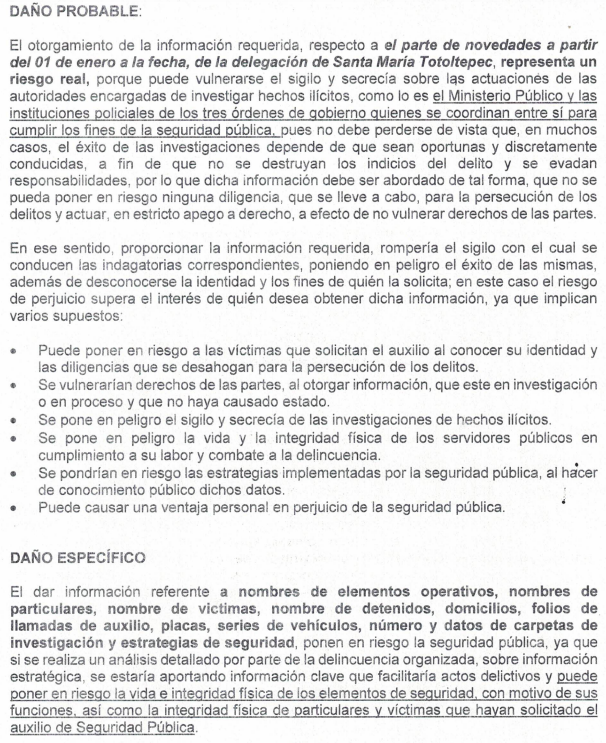 DAÑO PROBABLE:
El otorgamiento de la información requerida, respecto a el parte de novedades a partir
del 01 de enero a la fecha, de la delegación de Santa María Totoltepec, representa un
riesgo real, porque puede vulnerarse el sigilo y secrecía sobre las actuaciones de las
autoridades encargadas de investigar hechos ilícitos, como lo es el Ministerio Público y las
instituciones policiales de los tres órdenes de gobierno quienes se coordinan entre sí para
cumplir los fines de la seguridad pública, pues no debe perderse de vista que, en muchos
casos, el éxito de las investigaciones depende de que sean oportunas y discretamente
conducidas, a fin de que no se destruyan los indicios del delito y se evadan
responsabilidades, por lo que dicha información debe ser abordado de tal forma, que no se
pueda poner en riesgo ninguna diligencia, que se lleve a cabo, para la persecución de los
delitos y actuar, en estricto apego a derecho, a efecto de no vulnerar derechos de las partes.
En ese sentido, proporcionar la información requerida, rompería el sigilo con el cual se
conducen las indagatorias correspondientes, poniendo en peligro el éxito de las mismas,
además de desconocerse la identidad y los fines de quién la solicita; en este caso el riesgo
de perjuicio supera el interés de quién desea obtener dicha información, ya que implican
varios supuestos:
• Puede poner en riesgo a las víctimas que solicitan el auxilio al conocer su identidad y
las diligencias que se desahogan para la persecución de los delitos.
• Se vulnerarían derechos de las partes, al otorgar información, que este en investigación
o en proceso y que no haya causado estado.
• Se pone en peligro el sigilo y secrecía de las investigaciones de hechos ilícitos.
• Se pone en peligro la vida y la integridad física de los servidores públicos en
cumplimiento a su labor y combate a la delincuencia.
• Se pondrían en riesgo las estrategias implementadas por la seguridad pública, al hacer
de conocimiento público dichos datos.
• Puede causar una ventaja personal en perjuicio de la seguridad pública.
DAÑO ESPECÍFICO
El dar información referente a nombres de elementos operativos, nombres de
particulares, nombre de victimas, nombre de detenidos, domicilios, folios de
llamadas de auxilio, placas, series de vehículos, número y datos de carpetas de
investigación y estrategias de seguridad, ponen en riesgo la seguridad pública, ya que
si se realiza un análisis detallado por parte de la delincuencia organizada, sobre información
estratégica, se estaría aportando información clave que facilitaría actos delictivos y puede
poner en riesgo la vida e integridad física de los elementos de seguridad, con motivo de sus
funciones, así como la integridad física de particulares y víctimas que hayan solicitado el
auxilio de Seguridad Pública.